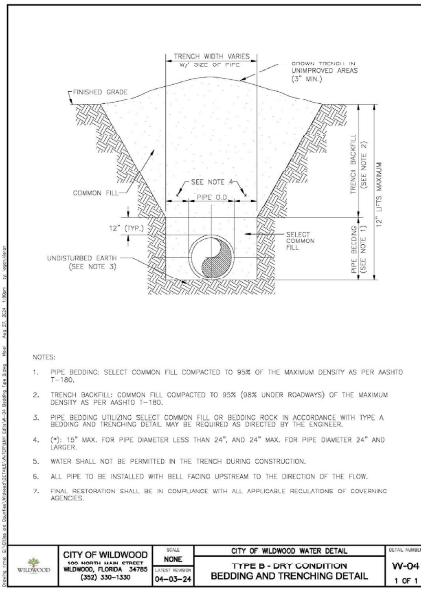 TRENCH WIDTH VARIES
W/ SIZE OF PIPE
CROWN TRENCH IN
UNIMPROVED AREAS
(3" MIN.)
FINISHED GRADE
COMMON FILL
* SEE NOTE 4 *
PIPE O.D.
12" (TYP.)
SELECT
COMMON
FILL
UNDISTURBED EARTH
(SEE NOTE 3)
TRENCH BACKFILL
(SEE NOTE 2)
PIPE BEDDING
(SEE NOTE 1)
12" LIFTS MAXIMUM
NOTES:
1. PIPE BEDDING: SELECT COMMON FILL COMPACTED TO 95% OF THE MAXIMUM DENSITY AS PER AASHTO
T-180.
2. TRENCH BACKFILL: COMMON FILL COMPACTED TO 95% (98% UNDER ROADWAYS) OF THE MAXIMUM
DENSITY AS PER AASHTO T-180.
3. PIPE BEDDING UTILIZING SELECT COMMON FILL OR BEDDING ROCK IN ACCORDANCE WITH TYPE A
BEDDING AND TRENCHING DETAIL MAY BE REQUIRED AS DIRECTED BY THE ENGINEER.
4. (*): 15" MAX. FOR PIPE DIAMETER LESS THAN 24", AND 24" MAX. FOR PIPE DIAMETER 24" AND
LARGER.
5. WATER SHALL NOT BE PERMITTED IN THE TRENCH DURING CONSTRUCTION.
6. ALL PIPE TO BE INSTALLED WITH BELL FACING UPSTREAM TO THE DIRECTION OF THE FLOW.
7. FINAL RESTORATION SHALL BE IN COMPLIANCE WITH ALL APPLICABLE REGULATIONS OF GOVERNING
AGENCIES.
WILDWOOD
CITY OF WILDWOOD
100 NORTH MAIN STREET
WILDWOOD, FLORIDA 34785
(352) 330-1330
SCALE
NONE
LATEST REVISION
04-03-24
CITY OF WILDWOOD WATER DETAIL
TYPE B - DRY CONDITION
BEDDING AND TRENCHING DETAIL
DETAIL NUMBER
W-04
1 OF 1